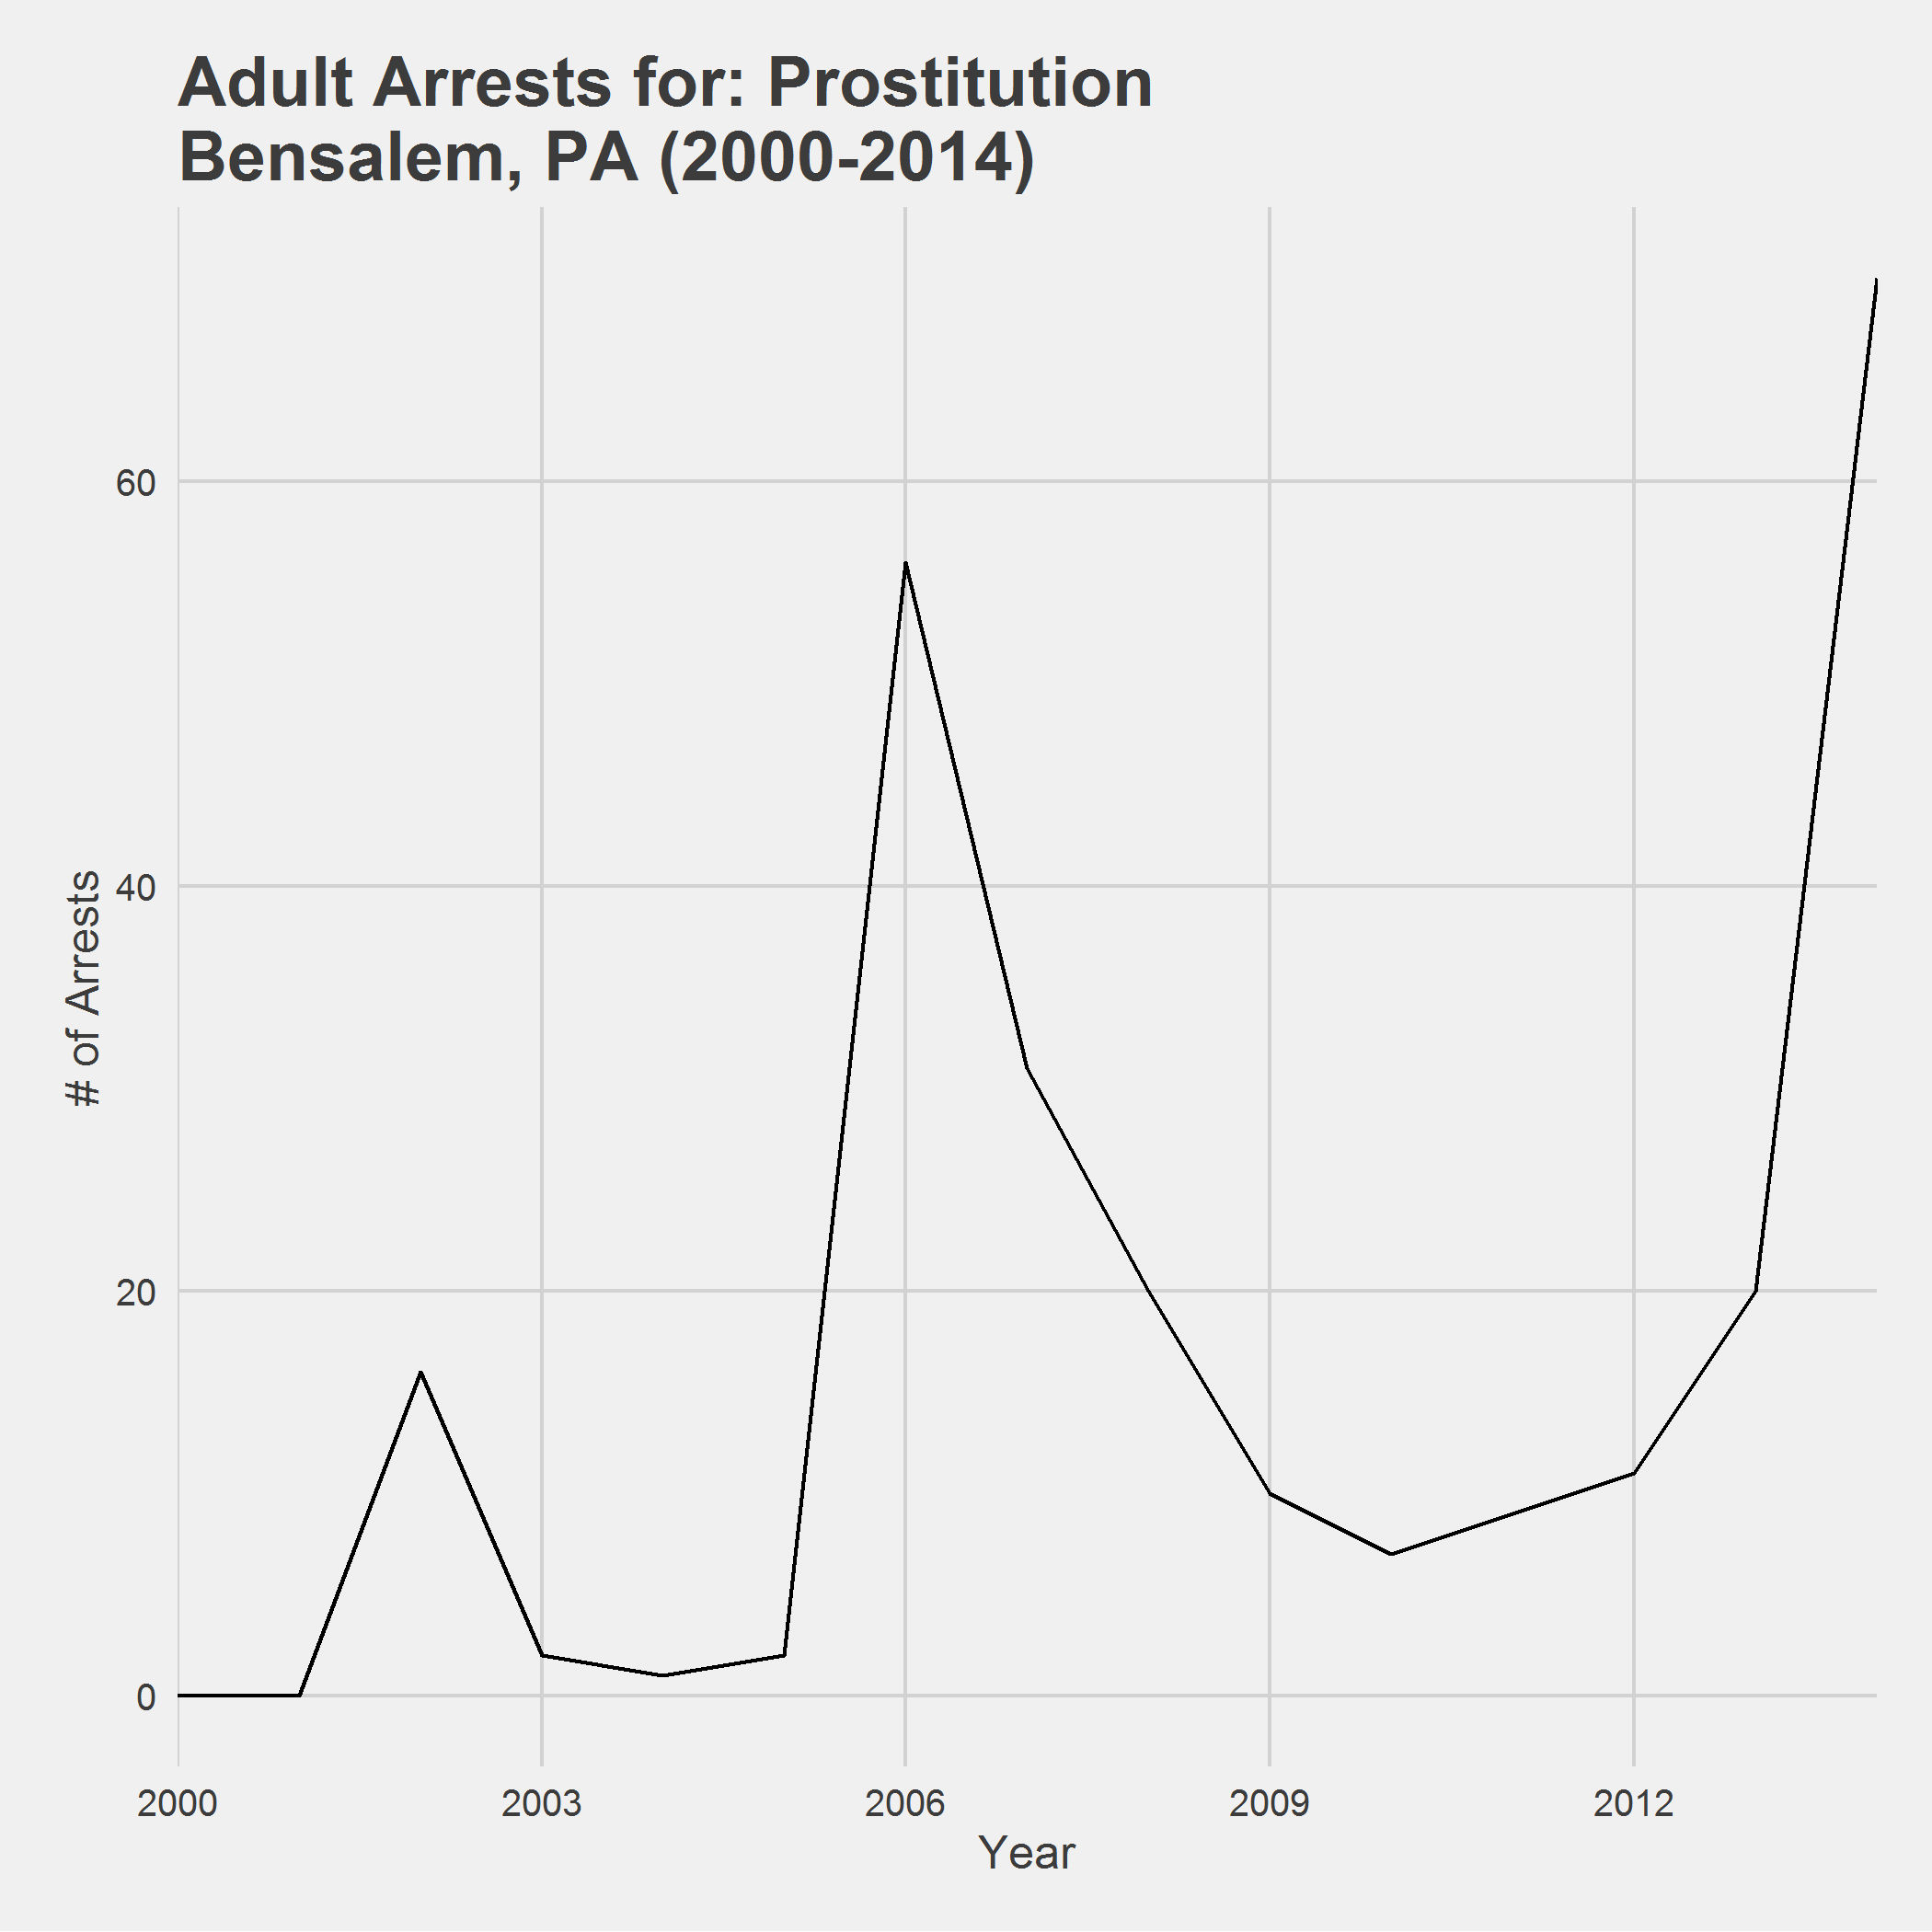 Adult Arrests for: Prostitution
Bensalem, PA (2000-2014)
60
40
20
0
# of Arrests
2000 2003 2006 2009 2012
Year